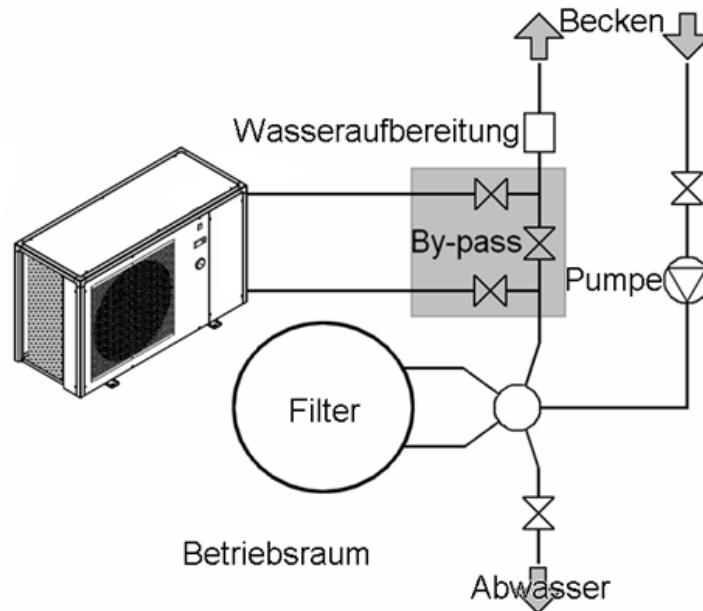 Becken
Wasseraufbereitung
By-pass
Pumpe
Filter
Betriebsraum
Abwasser